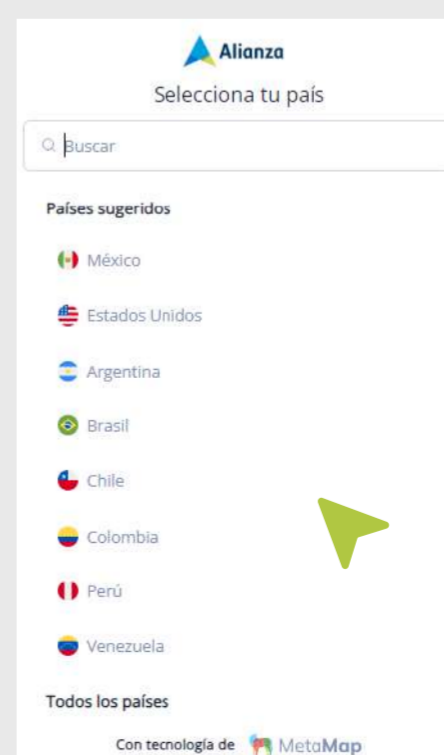 Alianza
Selecciona tu país
Buscar
Países sugeridos
México
Estados Unidos
Argentina
Brasil
Chile
Colombia
Perú
Venezuela
Todos los países
Con tecnología de MetaMap